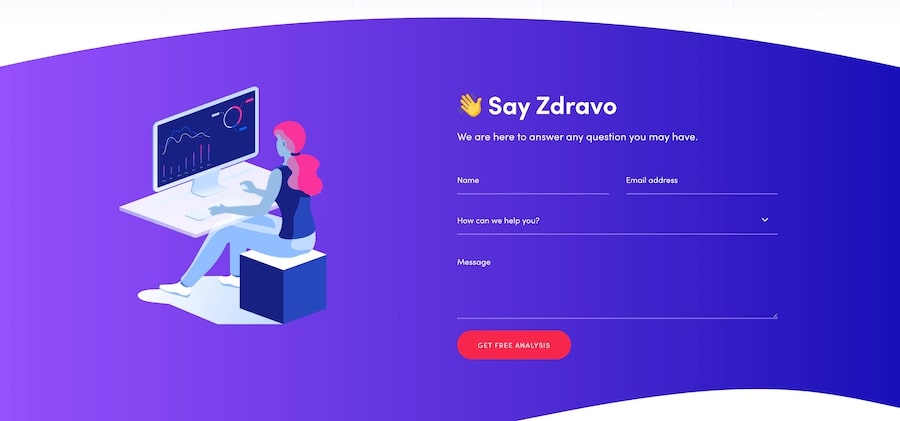 👋 Say Zdravo
We are here to answer any question you may have.
Name
Email address
How can we help you?
Message
GET FREE ANALYSIS